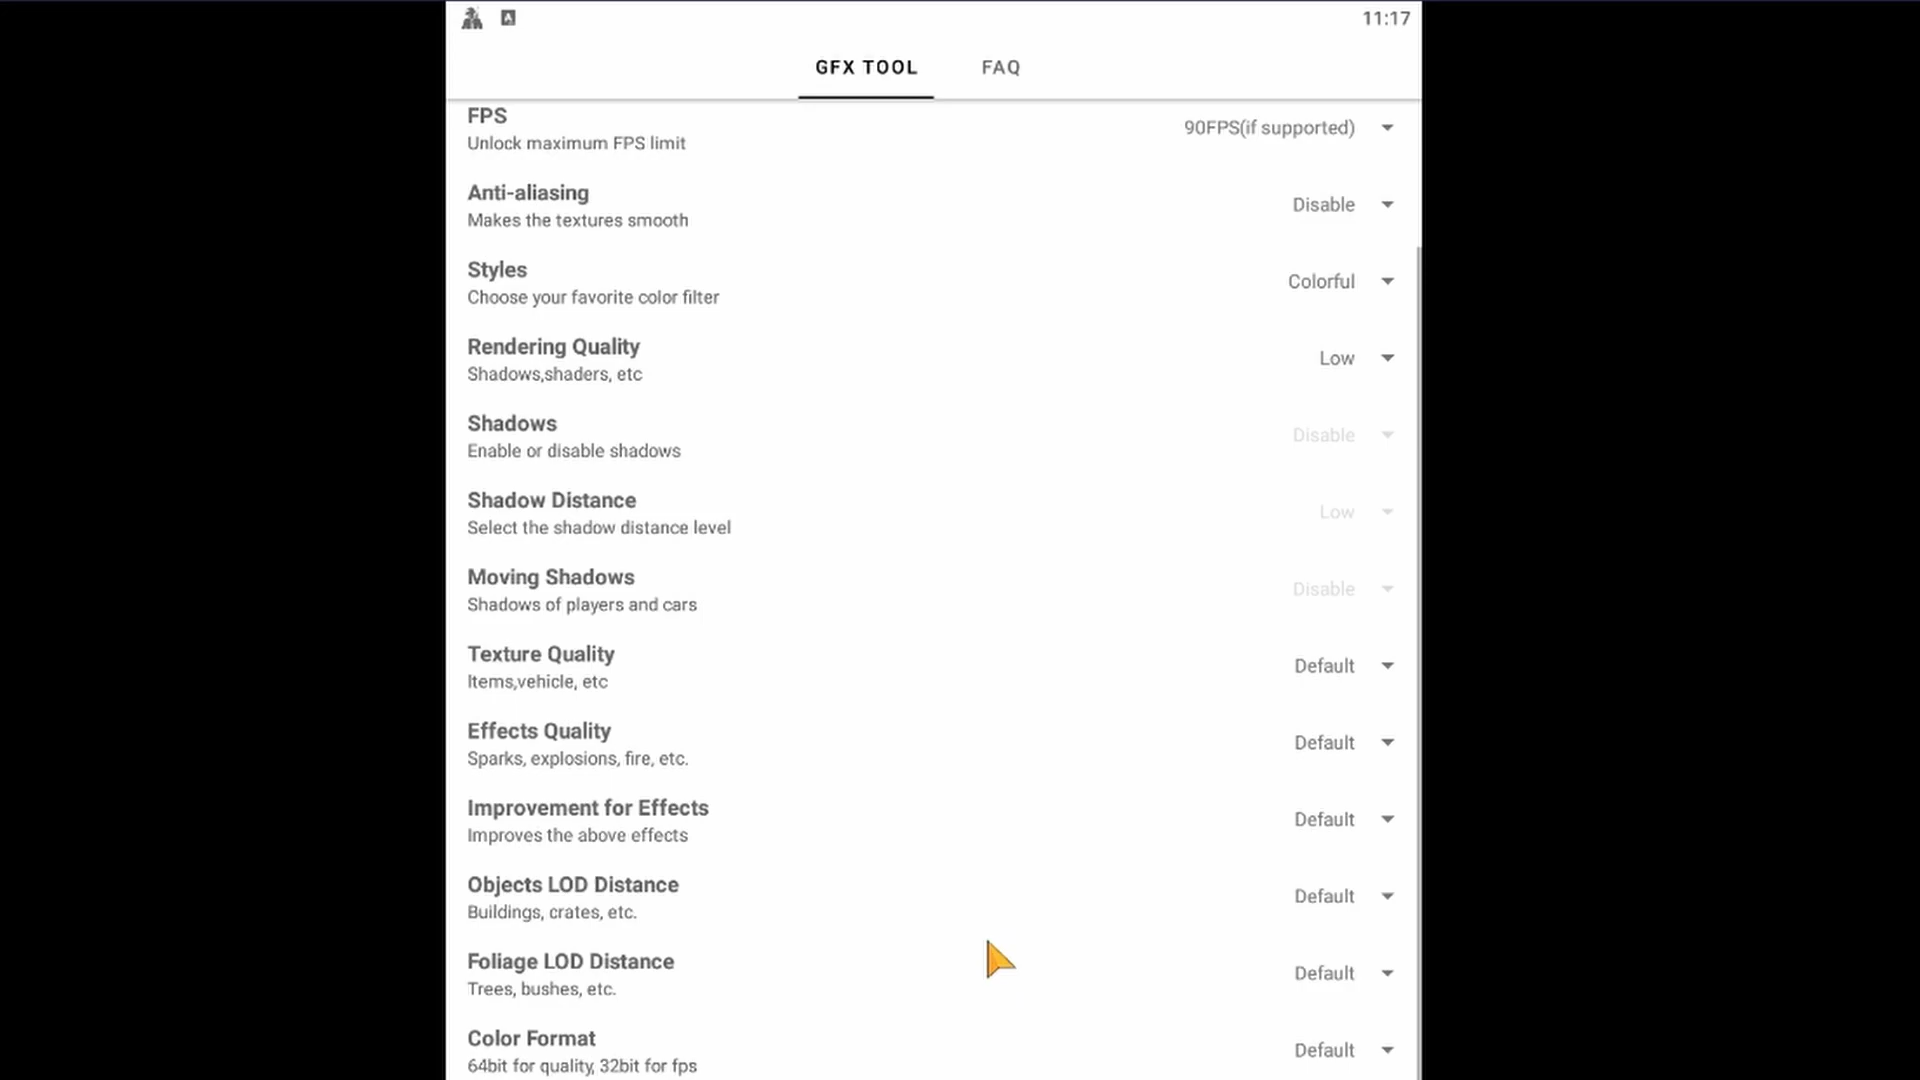 11:17
GFX TOOL FAQ
FPS
Unlock maximum FPS limit
90FPS(if supported)
Anti-aliasing
Makes the textures smooth
Disable
Styles
Choose your favorite color filter
Colorful
Rendering Quality
Shadows,shaders, etc
Low
Shadows
Enable or disable shadows
Disable
Shadow Distance
Select the shadow distance level
Low
Moving Shadows
Shadows of players and cars
Disable
Texture Quality
Items,vehicle, etc
Default
Effects Quality
Sparks, explosions, fire, etc.
Default
Improvement for Effects
Improves the above effects
Default
Objects LOD Distance
Buildings, crates, etc.
Default
Foliage LOD Distance
Trees, bushes, etc.
Default
Color Format
64bit for quality, 32bit for fps
Default